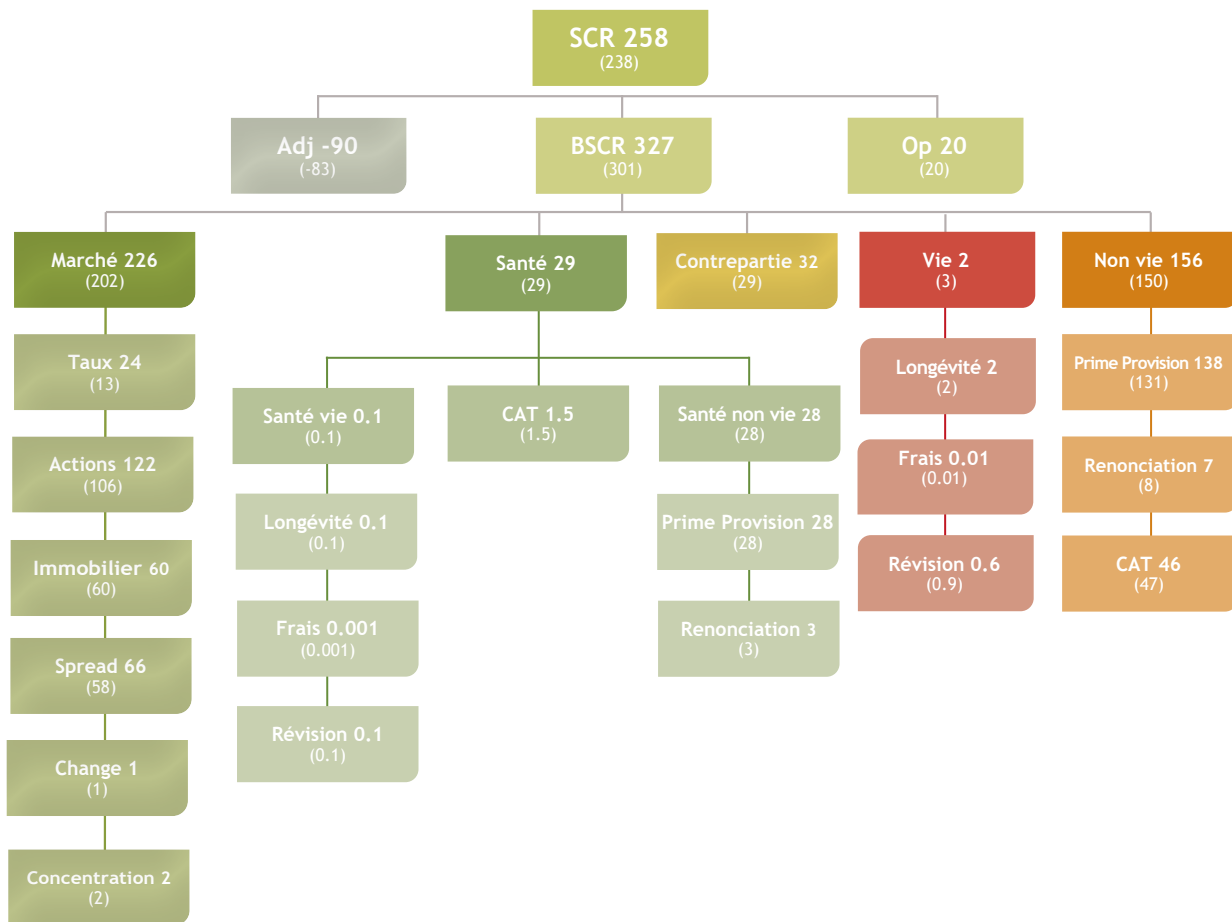 SCR 258
(238)
Adj -90
(-83)
BSCR 327
(301)
Op 20
(20)
Marché 226
(202)
Santé 29
(29)
Contrepartie 32
(29)
Vie 2
(3)
Non vie 156
(150)
Taux 24
(13)
Actions 122
(106)
Immobilier 60
(60)
Spread 66
(58)
Change 1
(1)
Concentration 2
(2)
Santé vie 0.1
(0.1)
Longévité 0.1
(0.1)
Frais 0.001
(0.001)
Révision 0.1
(0.1)
CAT 1.5
(1.5)
Santé non vie 28
(28)
Prime Provision 28
(28)
Renonciation 3
(3)
Longévité 2
(2)
Frais 0.01
(0.01)
Révision 0.6
(0.9)
Prime Provision 138
(131)
Renonciation 7
(8)
CAT 46
(47)